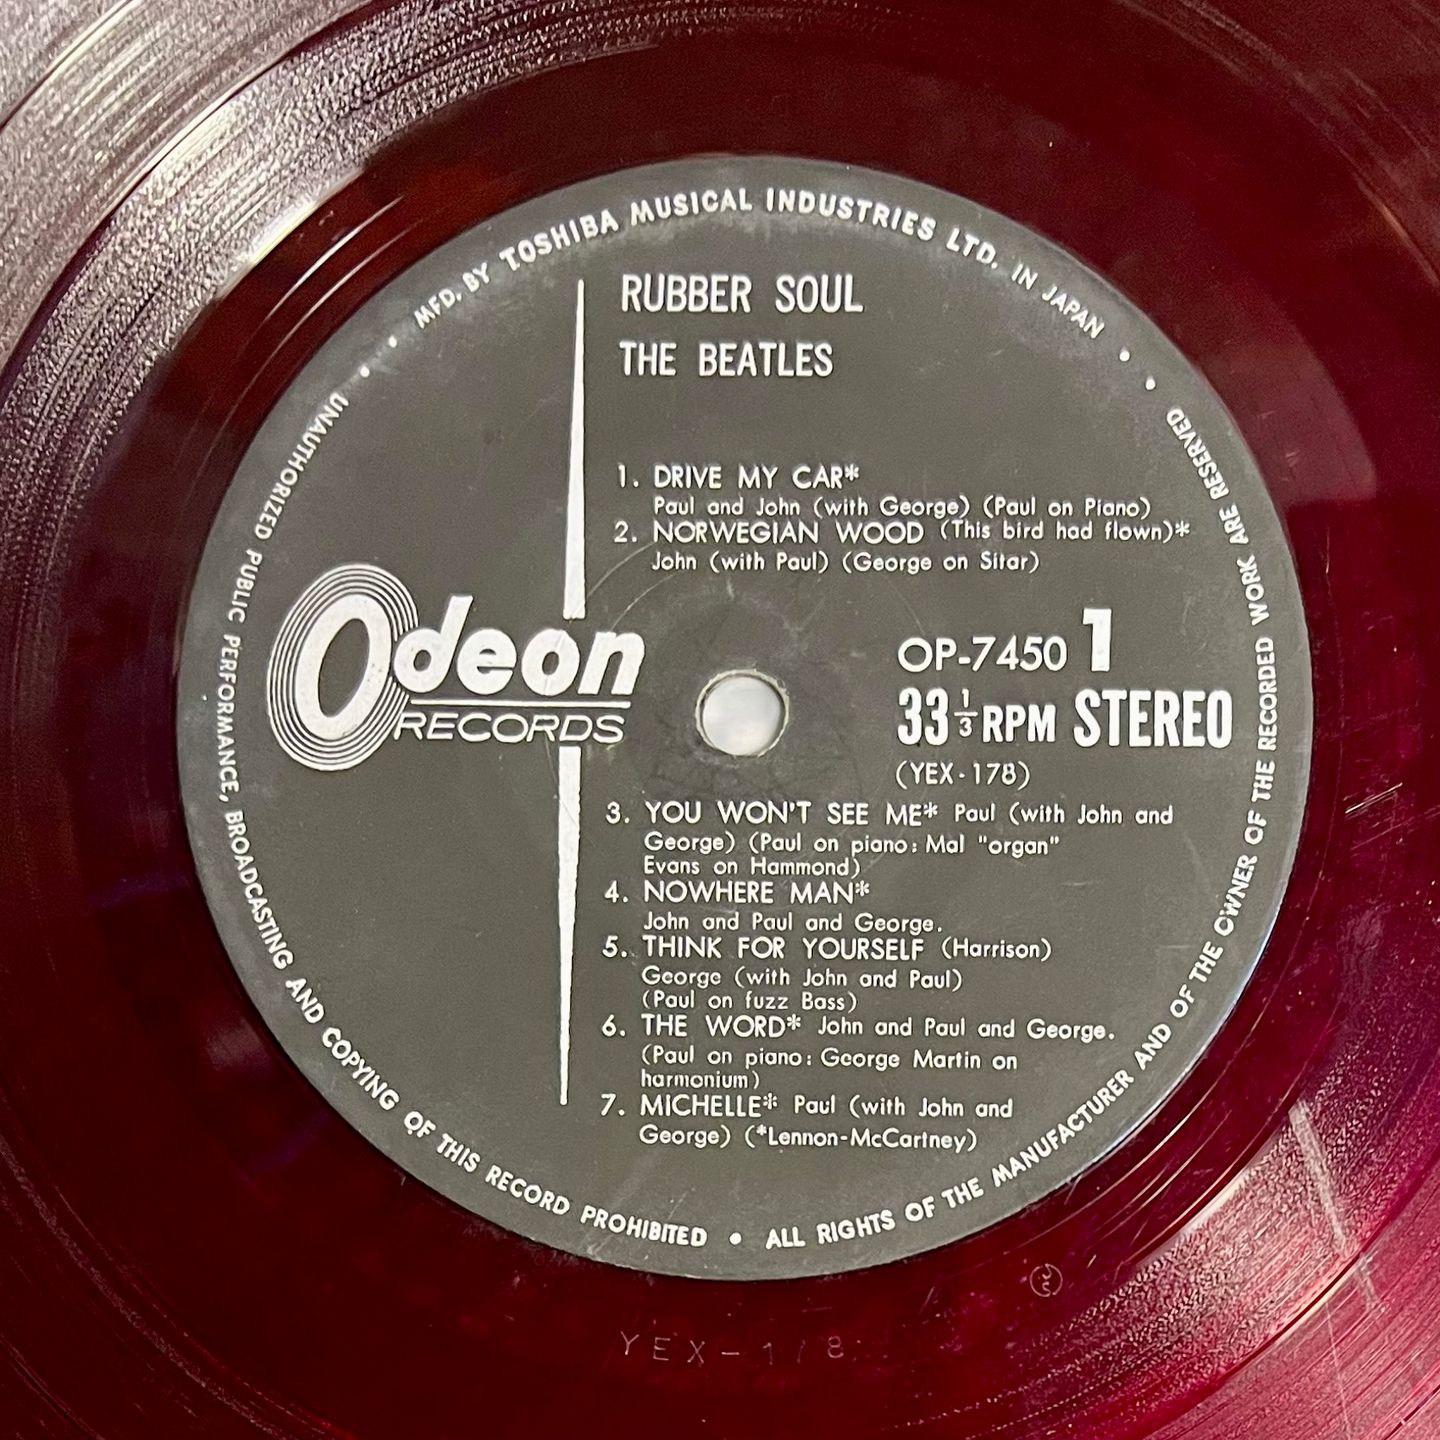 MFD. BY TOSHIBA MUSICAL INDUSTRIES LTD. IN JAPAN
RUBBER SOUL
THE BEATLES
1. DRIVE MY CAR*
Paul and John (with George) (Paul on Piano)
2. NORWEGIAN WOOD (This bird had flown)*
John (with Paul) (George on Sitar)
Odeon
RECORDS
OP-7450 1
33 1/3 RPM STEREO
(YEX-178)
3. YOU WON'T SEE ME* Paul (with John and
George) (Paul on piano: Mal "organ"
Evans on Hammond)
4. NOWHERE MAN*
John and Paul and George.
5. THINK FOR YOURSELF (Harrison)
George (with John and Paul)
(Paul on fuzz Bass)
6. THE WORD* John and Paul and George.
(Paul on piano: George Martin on
harmonium)
7. MICHELLE* Paul (with John and
George) (*Lennon-McCartney)
UNAUTHORIZED PUBLIC PERFORMANCE, BROADCASTING AND COPYING OF THIS RECORD PROHIBITED • ALL RIGHTS OF THE MANUFACTURER AND OF THE OWNER OF THE RECORDED WORK ARE RESERVED
YEX-178